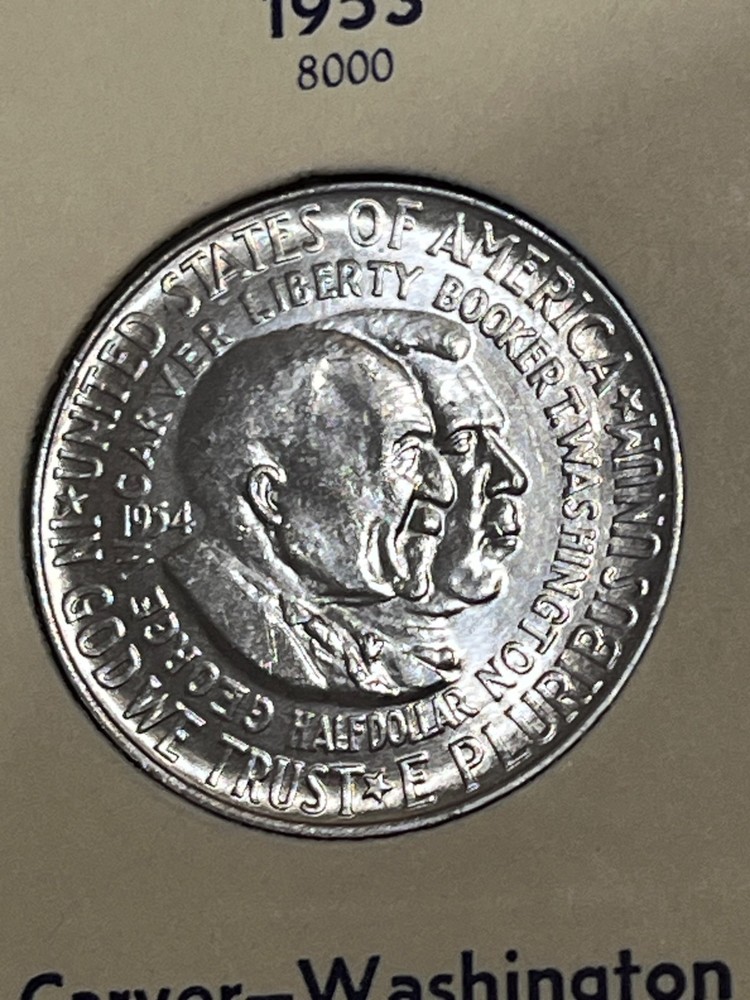 1953
8000
UNITED STATES OF AMERICA
E PLURIBUS UNUM
IN GOD WE TRUST
GEORGE W. CARVER LIBERTY BOOKER T. WASHINGTON
1954
HALF DOLLAR
Carver–Washington